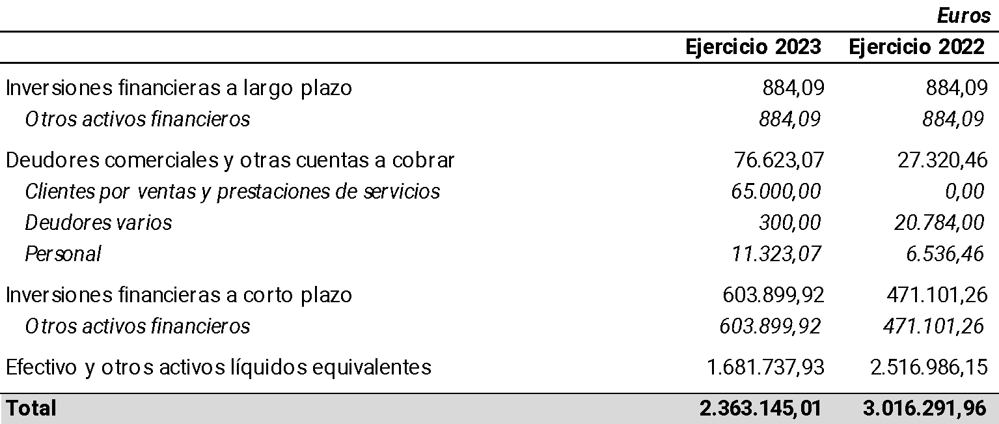 Euros
Ejercicio 2023 Ejercicio 2022
Inversiones financieras a largo plazo 884,09 884,09
Otros activos financieros 884,09 884,09
Deudores comerciales y otras cuentas a cobrar 76.623,07 27.320,46
Clientes por ventas y prestaciones de servicios 65.000,00 0,00
Deudores varios 300,00 20.784,00
Personal 11.323,07 6.536,46
Inversiones financieras a corto plazo 603.899,92 471.101,26
Otros activos financieros 603.899,92 471.101,26
Efectivo y otros activos líquidos equivalentes 1.681.737,93 2.516.986,15
Total 2.363.145,01 3.016.291,96